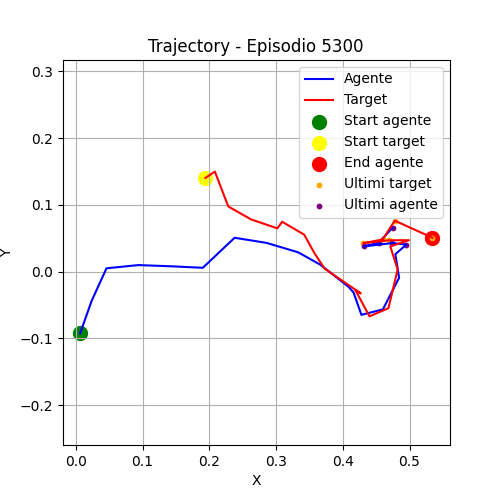 Trajectory - Episodio 5300
Agente
Target
Start agente
Start target
End agente
Ultimi target
Ultimi agente
0.3
0.2
0.1
0.0
−0.1
−0.2
Y
0.0 0.1 0.2 0.3 0.4 0.5
X